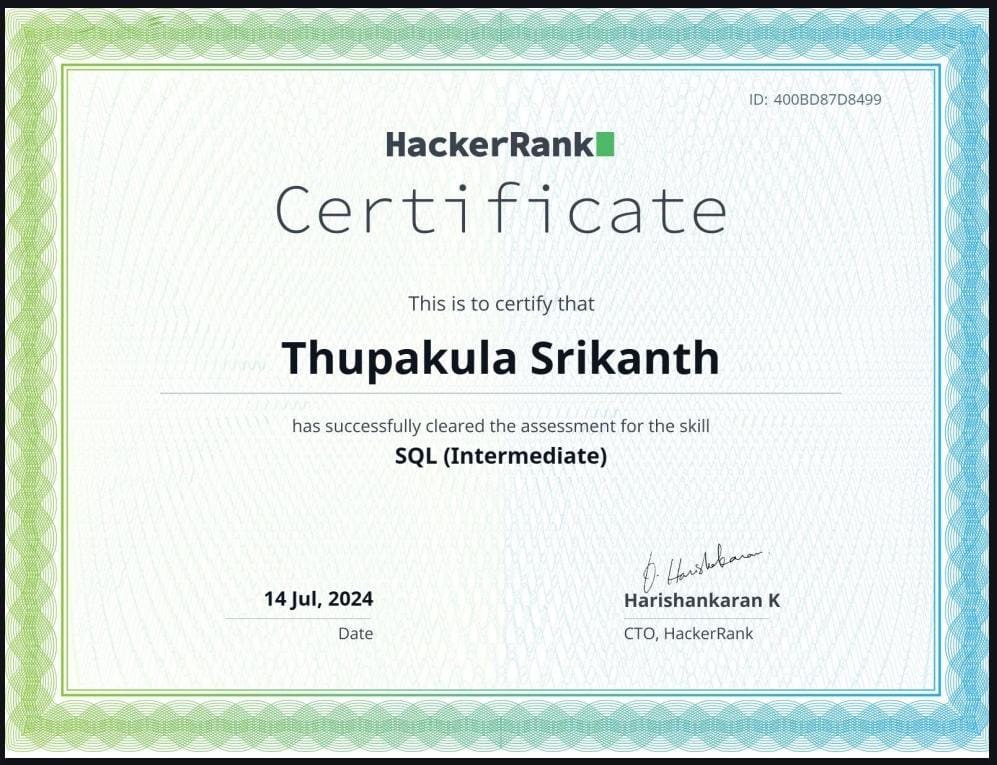 ID: 400BD87D8499
HackerRank
Certificate
This is to certify that
Thupakula Srikanth
has successfully cleared the assessment for the skill
SQL (Intermediate)
14 Jul, 2024
Date
Harishankaran K
CTO, HackerRank